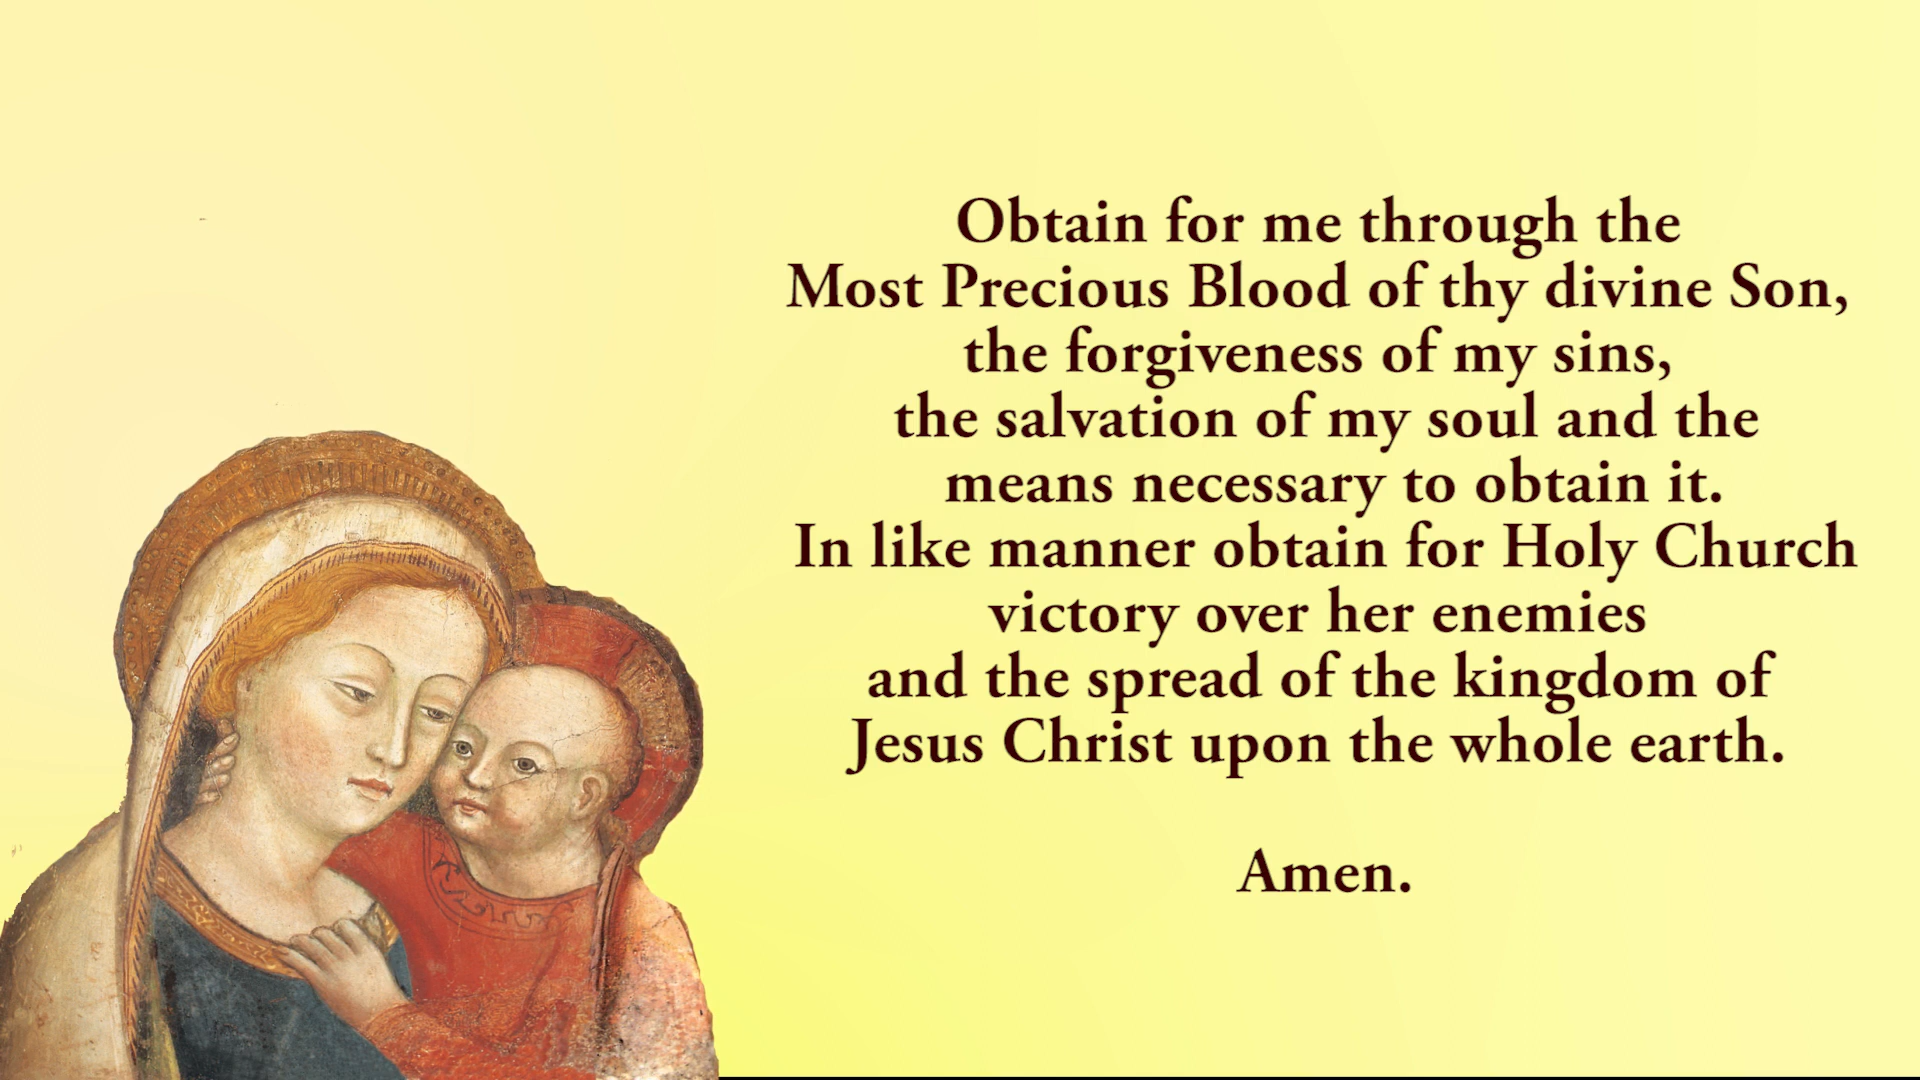 Obtain for me through the
Most Precious Blood of thy divine Son,
the forgiveness of my sins,
the salvation of my soul and the
means necessary to obtain it.
In like manner obtain for Holy Church
victory over her enemies
and the spread of the kingdom of
Jesus Christ upon the whole earth.
Amen.